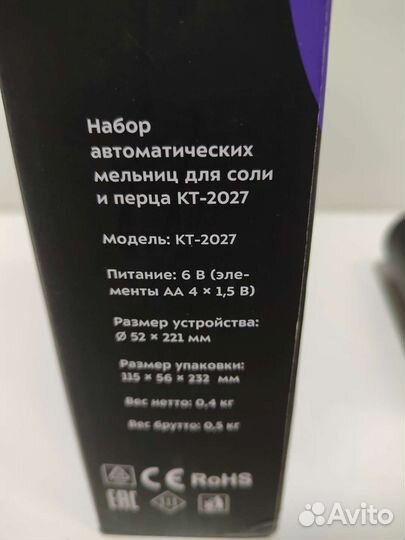 Набор
автоматических
мельниц для соли
и перца КТ-2027
Модель: КТ-2027
Питание: 6 В (эле-
менты АА 4 × 1,5 В)
Размер устройства:
Ø 52 × 221 мм
Размер упаковки:
115 × 56 × 232 мм
Вес нетто: 0,4 кг
Вес брутто: 0,5 кг
CE RoHS
EAC
Avito